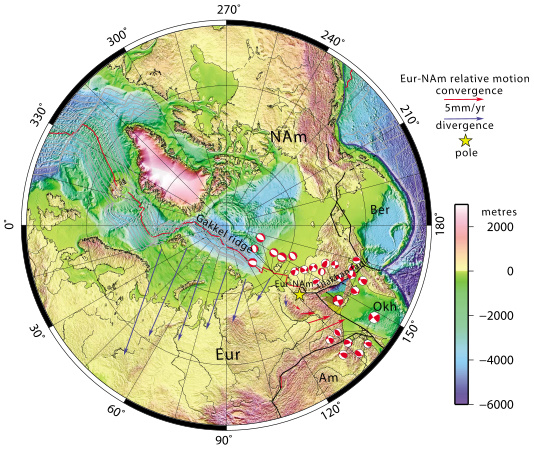 270°
300°
240°
330°
210°
Eur-NAm relative motion
convergence
5mm/yr
divergence
pole
NAm
0°
Ber
180°
Gakkel ridge
metres
2000
0
−2000
−4000
−6000
Eur-NAm
Okh
30°
150°
Eur
Am
60°
120°
90°